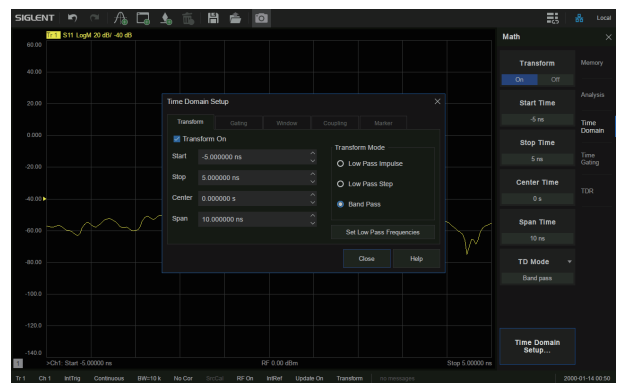 SIGLENT
Local
Tr 1 S11 LogM 20 dB/ -40 dB
Math
60.00
40.00
20.00
0.000
-20.00
-40.00
-60.00
-80.00
-100.0
-120.0
-140.0
Time Domain Setup
Transform Gating Window Coupling Marker
Transform On
Start -5.000000 ns
Stop 5.000000 ns
Center 0.000000 s
Span 10.000000 ns
Transform Mode
Low Pass Impulse
Low Pass Step
Band Pass
Set Low Pass Frequencies
Close Help
Transform
On Off
Start Time
-5 ns
Stop Time
5 ns
Center Time
0 s
Span Time
10 ns
TD Mode
Band pass
Time Domain
Setup...
Memory
Analysis
Time
Domain
Time
Gating
TDR
1 >Ch1: Start -5.00000 ns RF 0.00 dBm Stop 5.00000 ns
Tr 1 Ch 1 IntTrig Continuous BW=10 k No Cor SrcCal RF On IntRef Update On Transform no messages 2000-01-14 00:50